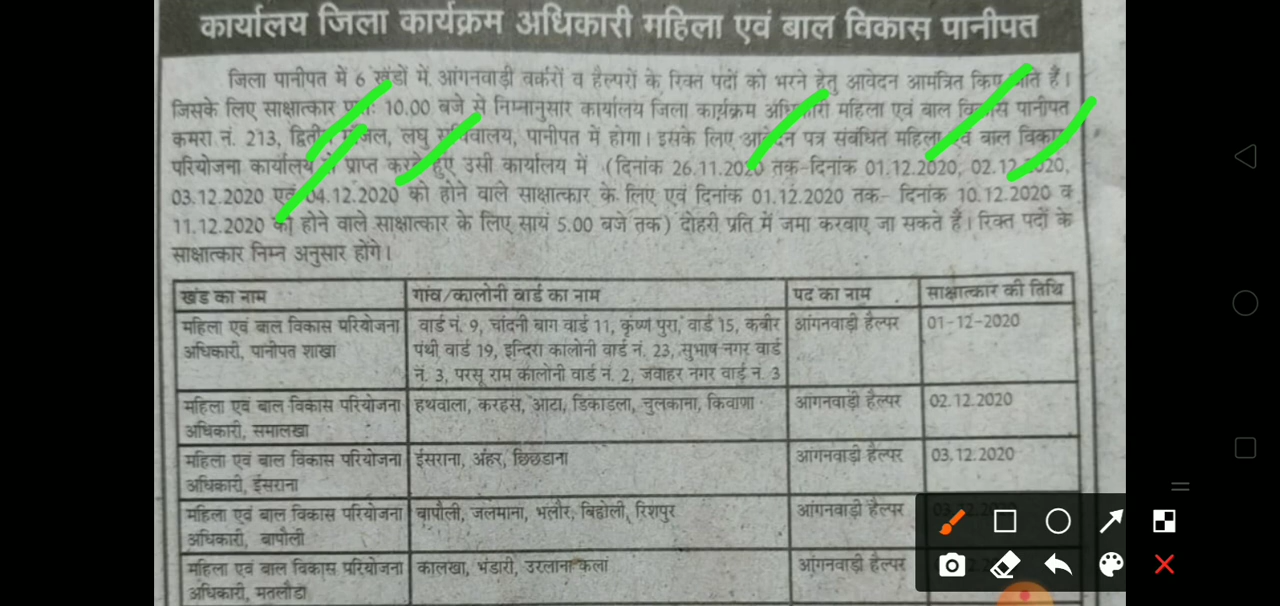 कार्यालय जिला कार्यक्रम अधिकारी महिला एवं बाल विकास पानीपत
जिला पानीपत में 6 खंडों में आंगनवाड़ी वर्करों व हैल्परों के रिक्त पदों को भरने हेतु आवेदन आमंत्रित किए जाते हैं।
जिसके लिए साक्षात्कार 10.00 बजे से निम्नानुसार कार्यालय जिला कार्यक्रम अधिकारी महिला एवं बाल विकास पानीपत
कमरा नं. 213, द्वितीय मंजिल, लघु सचिवालय, पानीपत में होगा। इसके लिए आवेदन पत्र संबंधित महिला एवं बाल विकास
परियोजना कार्यालय से प्राप्त करते हुए उसी कार्यालय में (दिनांक 26.11.2020 तक-दिनांक 01.12.2020, 02.12.2020,
03.12.2020 एवं 04.12.2020 को होने वाले साक्षात्कार के लिए एवं दिनांक 01.12.2020 तक- दिनांक 10.12.2020 व
11.12.2020 को होने वाले साक्षात्कार के लिए सायं 5.00 बजे तक) दोहरी प्रति में जमा करवाए जा सकते हैं। रिक्त पदों के
साक्षात्कार निम्न अनुसार होंगे।
खंड का नाम गांव/कालोनी वार्ड का नाम पद का नाम साक्षात्कार की तिथि
महिला एवं बाल विकास परियोजना वार्ड नं. 9, चांदनी बाग वार्ड 11, कृष्ण पुरा, वार्ड 15, कबीर आंगनवाड़ी हैल्पर 01-12-2020
अधिकारी, पानीपत शाखा पंथी वार्ड 19, इन्दिरा कालोनी वार्ड नं. 23, सुभाष नगर वार्ड
नं. 3, परसू राम कालोनी वार्ड नं. 2, जवाहर नगर वार्ड नं. 3
महिला एवं बाल विकास परियोजना हथवाला, करहस, आटा, डिकाडला, चुलकाना, किवाणा आंगनवाड़ी हैल्पर 02.12.2020
अधिकारी, समालखा
महिला एवं बाल विकास परियोजना ईसराना, अहर, छिछडाना आंगनवाड़ी हैल्पर 03.12.2020
अधिकारी, ईसराना
महिला एवं बाल विकास परियोजना बापौली, जलमाना, भलौर, बिहोली, रिशपुर आंगनवाड़ी हैल्पर
अधिकारी, बापौली
महिला एवं बाल विकास परियोजना कालखा, भंडारी, उरलाना कलां आंगनवाड़ी हैल्पर
अधिकारी, मतलौडा